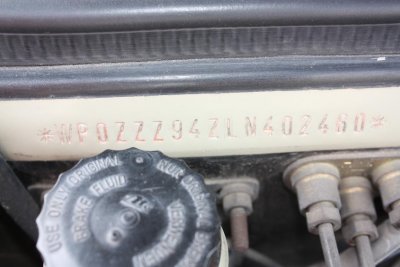 *WP0ZZZ94ZLN402460*
USE ONLY ORIGINAL
BRAKE FLUID